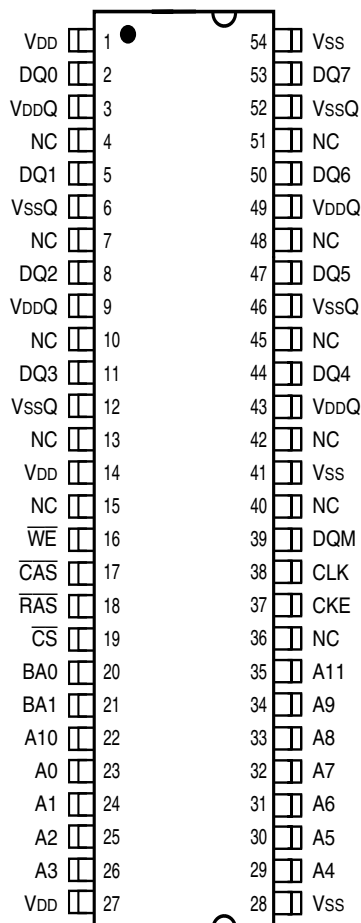 VDD 1 54 VSS
DQ0 2 53 DQ7
VDDQ 3 52 VSSQ
NC 4 51 NC
DQ1 5 50 DQ6
VSSQ 6 49 VDDQ
NC 7 48 NC
DQ2 8 47 DQ5
VDDQ 9 46 VSSQ
NC 10 45 NC
DQ3 11 44 DQ4
VSSQ 12 43 VDDQ
NC 13 42 NC
VDD 14 41 VSS
NC 15 40 NC
W̅E̅ 16 39 DQM
C̅A̅S̅ 17 38 CLK
R̅A̅S̅ 18 37 CKE
C̅S̅ 19 36 NC
BA0 20 35 A11
BA1 21 34 A9
A10 22 33 A8
A0 23 32 A7
A1 24 31 A6
A2 25 30 A5
A3 26 29 A4
VDD 27 28 VSS